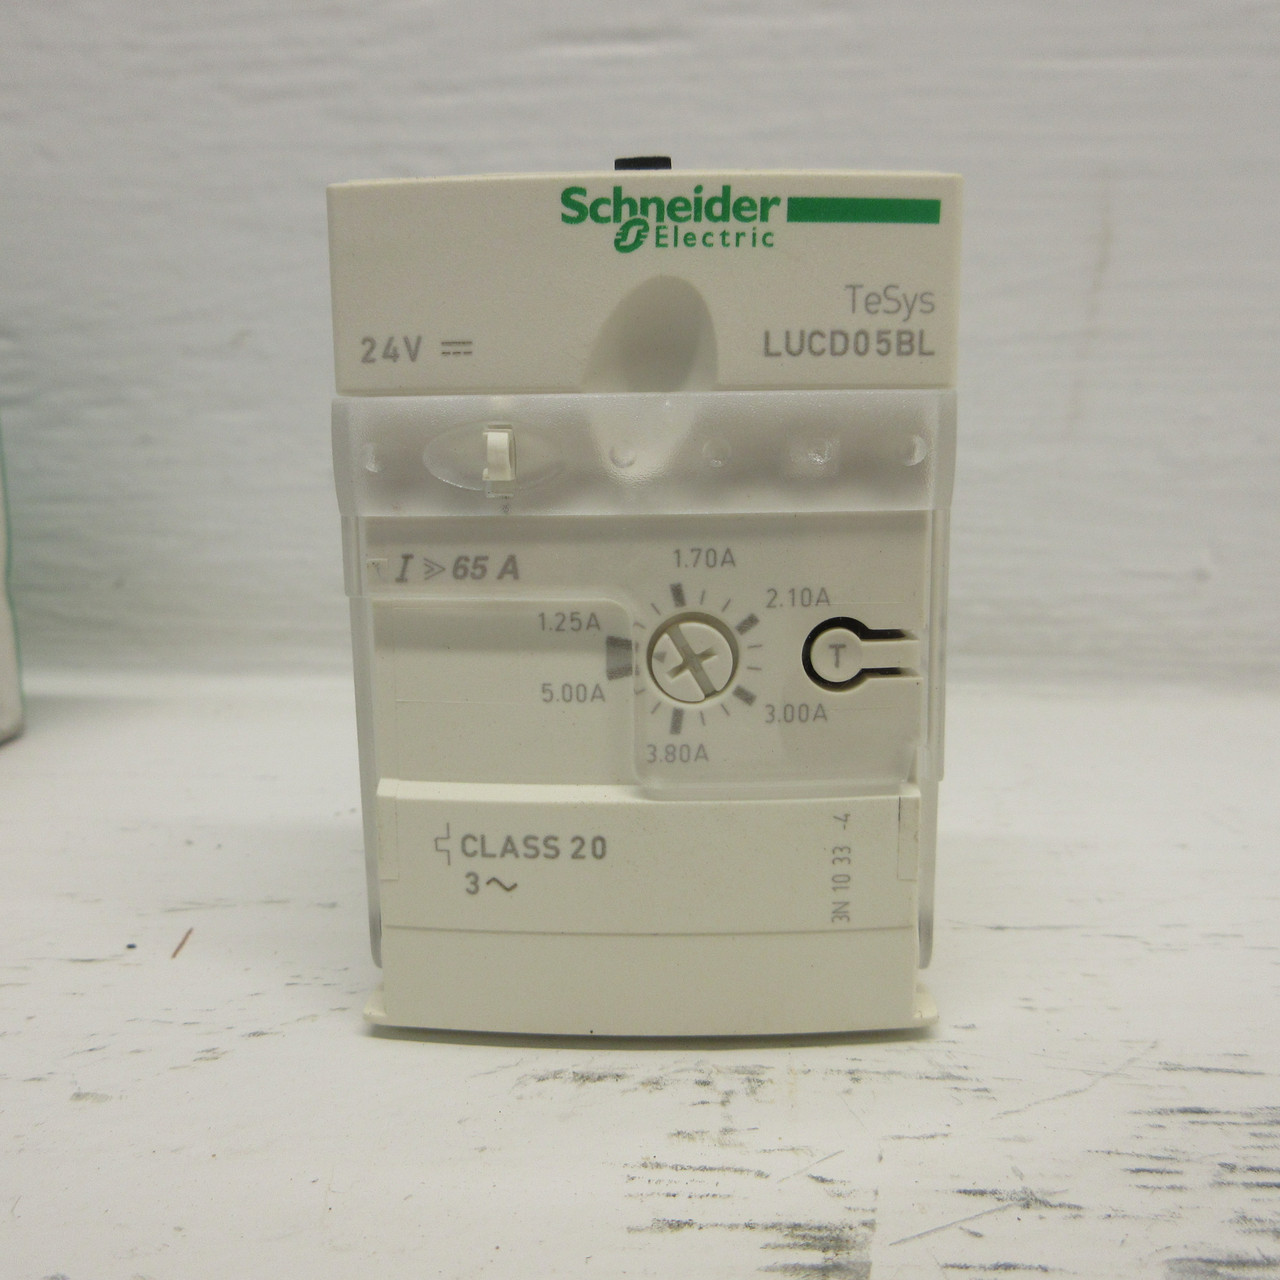 Schneider
Electric
TeSys
24V LUCD05BL
I ⋙ 65 A
1.70A
2.10A
1.25A
T
5.00A
3.00A
3.80A
CLASS 20
3~
3N 10 33 -4